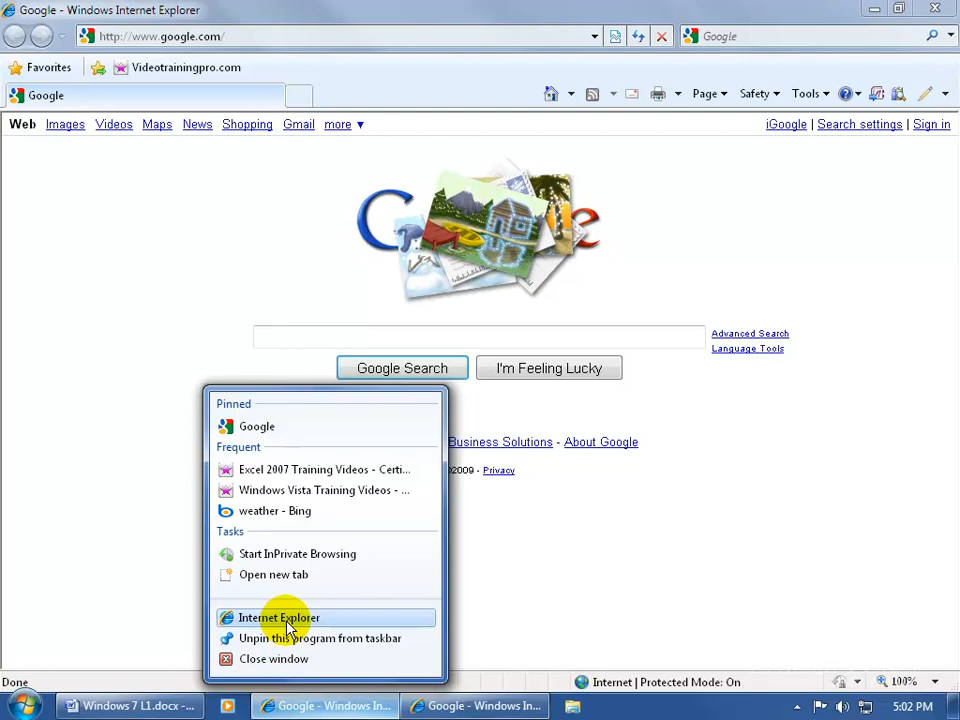 Google - Windows Internet Explorer
http://www.google.com/
Google
Favorites
Videotrainingpro.com
Google
Page
Safety
Tools
Web Images Videos Maps News Shopping Gmail more ▼
iGoogle | Search settings | Sign in
Advanced Search
Language Tools
Google Search
I'm Feeling Lucky
Business Solutions - About Google
©2009 - Privacy
Pinned
Google
Frequent
Excel 2007 Training Videos - Certi...
Windows Vista Training Videos - ...
weather - Bing
Tasks
Start InPrivate Browsing
Open new tab
Internet Explorer
Unpin this program from taskbar
Close window
Done
Internet | Protected Mode: On
100%
Windows 7 L1.docx -...
Google - Windows In...
Google - Windows In...
5:02 PM